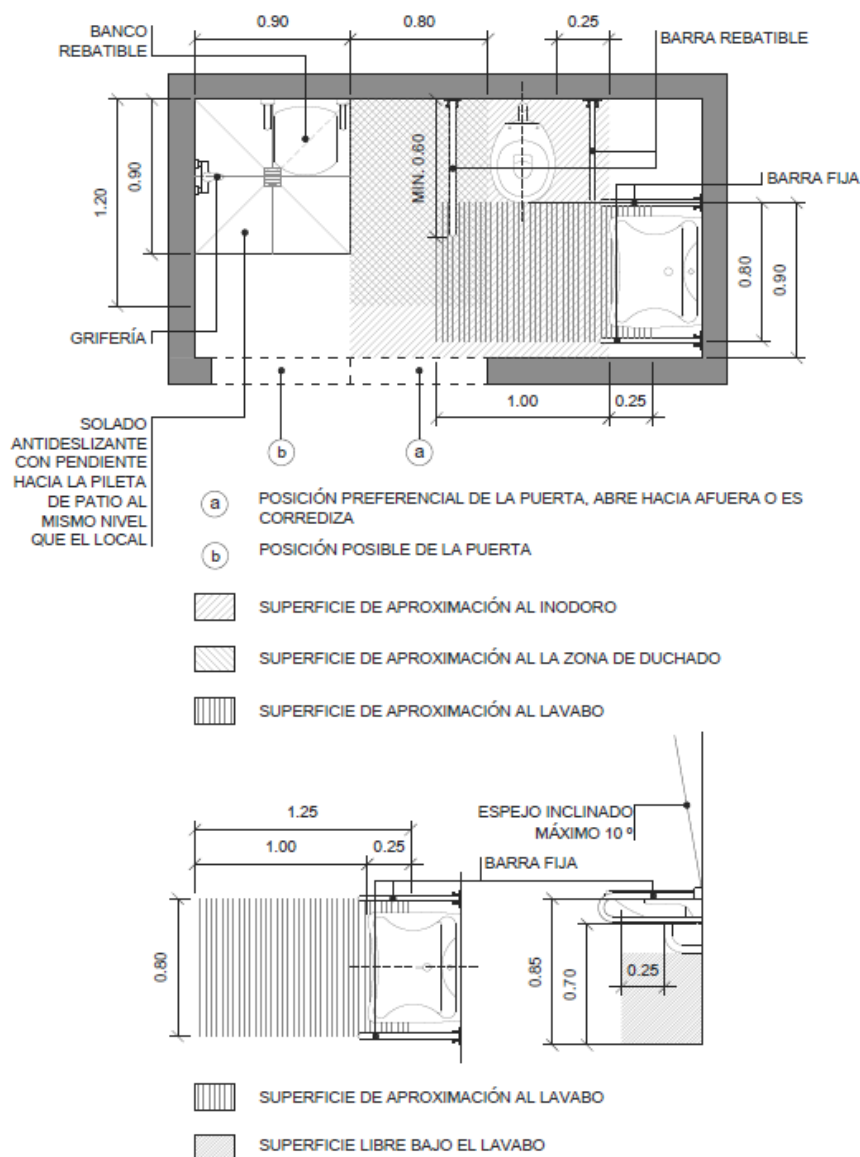 BANCO
REBATIBLE
0.90
0.80
0.25
BARRA REBATIBLE
1.20
0.90
MIN. 0.60
BARRA FIJA
0.80
0.90
GRIFERÍA
SOLADO
ANTIDESLIZANTE
CON PENDIENTE
HACIA LA PILETA
DE PATIO AL
MISMO NIVEL
QUE EL LOCAL
b
a
1.00
0.25
a
POSICIÓN PREFERENCIAL DE LA PUERTA, ABRE HACIA AFUERA O ES
CORREDIZA
b
POSICIÓN POSIBLE DE LA PUERTA
SUPERFICIE DE APROXIMACIÓN AL INODORO
SUPERFICIE DE APROXIMACIÓN AL LA ZONA DE DUCHADO
SUPERFICIE DE APROXIMACIÓN AL LAVABO
1.25
1.00
0.25
ESPEJO INCLINADO
MÁXIMO 10 º
BARRA FIJA
0.80
0.85
0.70
0.25
SUPERFICIE DE APROXIMACIÓN AL LAVABO
SUPERFICIE LIBRE BAJO EL LAVABO